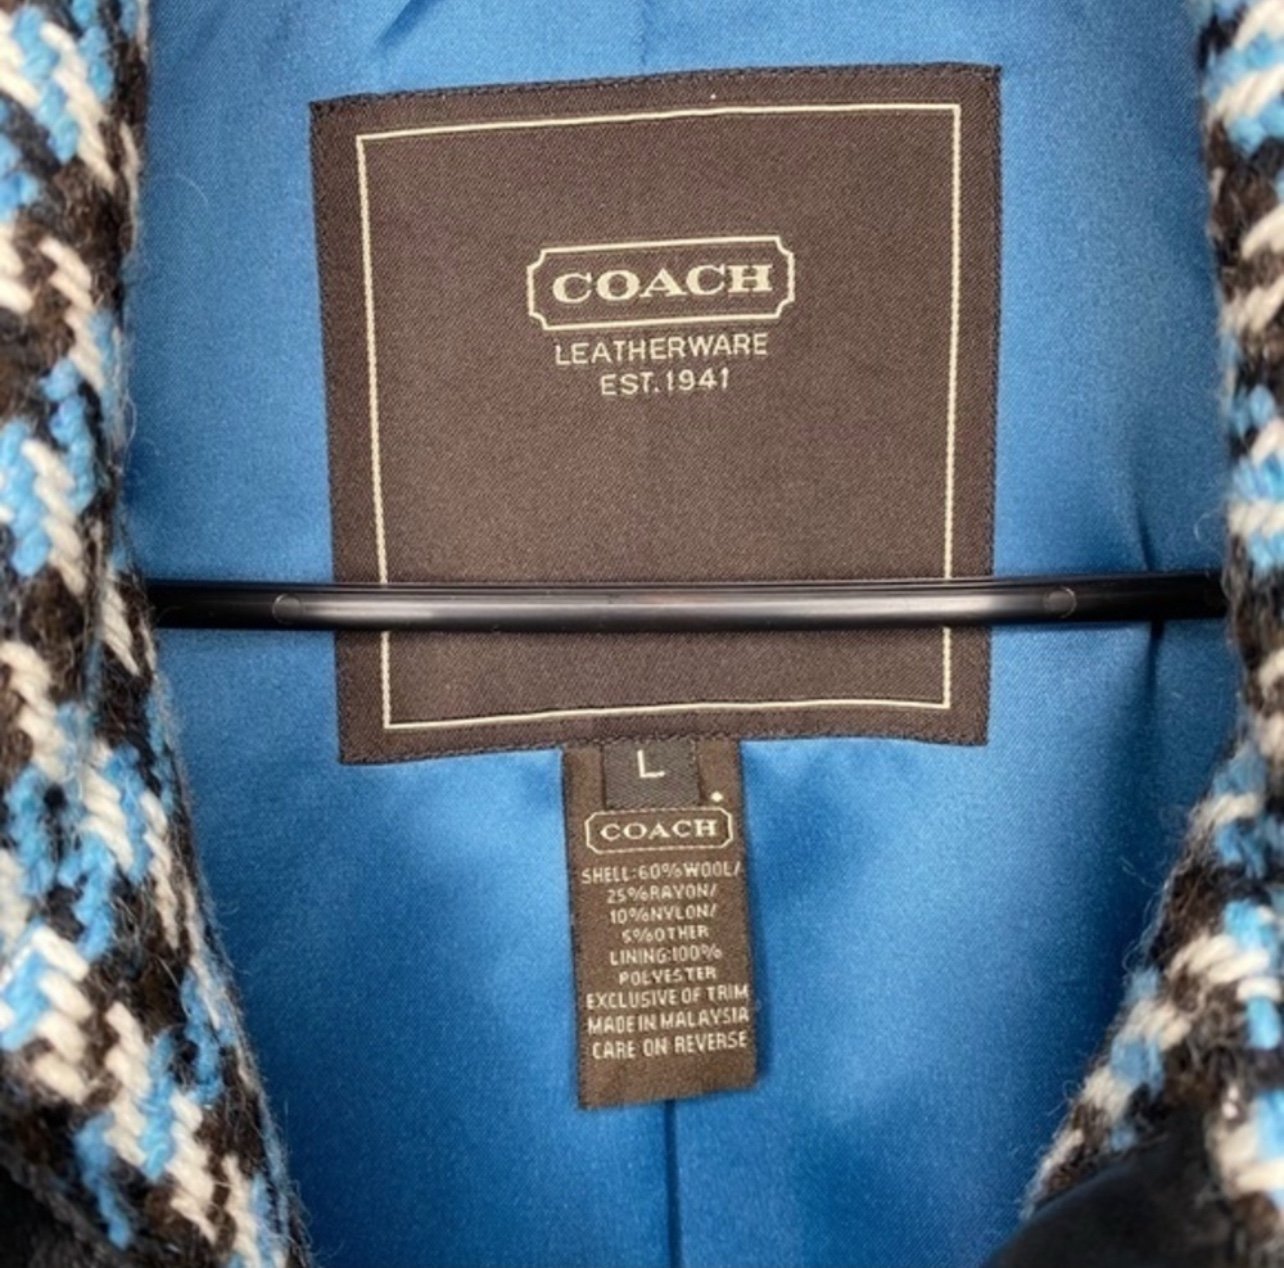 COACH
LEATHERWARE
EST. 1941
L
COACH
SHELL:60%WOOL/
25%RAYON/
10%NYLON/
5%OTHER
LINING:100%
POLYESTER
EXCLUSIVE OF TRIM
MADE IN MALAYSIA
CARE ON REVERSE